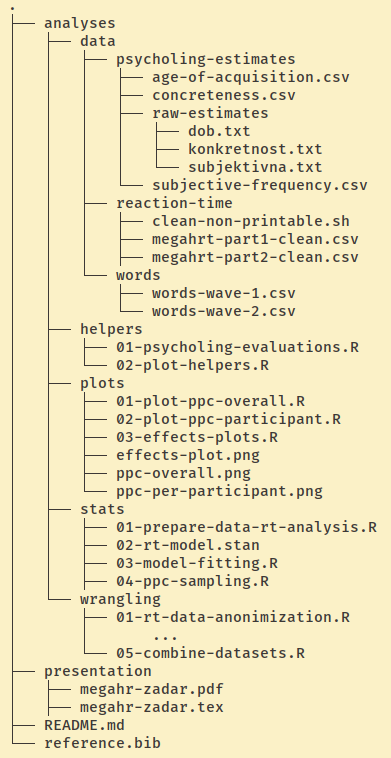 .
├── analyses
│   ├── data
│   │   ├── psycholing-estimates
│   │   │   ├── age-of-acquisition.csv
│   │   │   ├── concreteness.csv
│   │   │   ├── raw-estimates
│   │   │   │   ├── dob.txt
│   │   │   │   ├── konkretnost.txt
│   │   │   │   └── subjektivna.txt
│   │   │   └── subjective-frequency.csv
│   │   ├── reaction-time
│   │   │   ├── clean-non-printable.sh
│   │   │   ├── megahrt-part1-clean.csv
│   │   │   ├── megahrt-part2-clean.csv
│   │   └── words
│   │       ├── words-wave-1.csv
│   │       └── words-wave-2.csv
│   ├── helpers
│   │   ├── 01-psycholing-evaluations.R
│   │   └── 02-plot-helpers.R
│   ├── plots
│   │   ├── 01-plot-ppc-overall.R
│   │   ├── 02-plot-ppc-participant.R
│   │   ├── 03-effects-plots.R
│   │   ├── effects-plot.png
│   │   ├── ppc-overall.png
│   │   └── ppc-per-participant.png
│   ├── stats
│   │   ├── 01-prepare-data-rt-analysis.R
│   │   ├── 02-rt-model.stan
│   │   ├── 03-model-fitting.R
│   │   ├── 04-ppc-sampling.R
│   └── wrangling
│       ├── 01-rt-data-anonimization.R
│       │       ...
│       └── 05-combine-datasets.R
├── presentation
│   ├── megahr-zadar.pdf
│   ├── megahr-zadar.tex
├── README.md
└── reference.bib